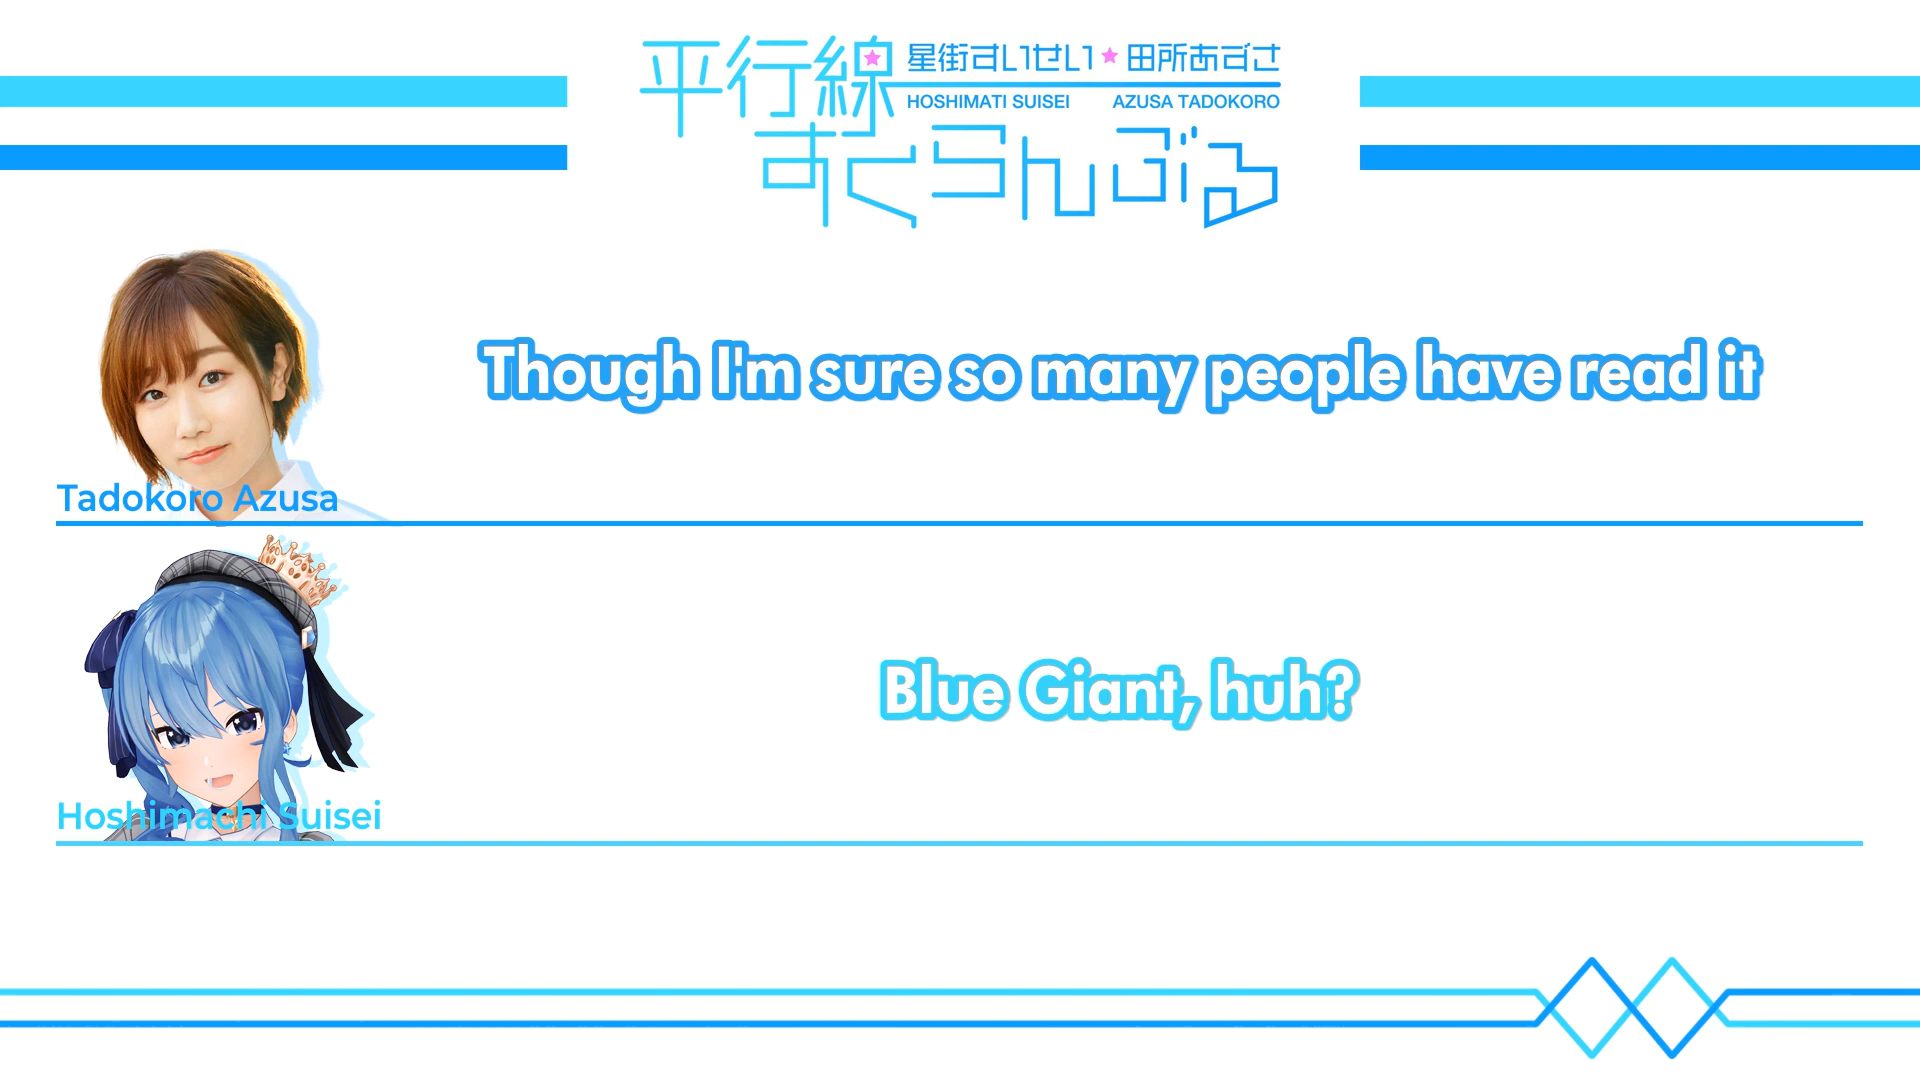 平行線
星街すいせい★田所あずさ
HOSHIMATI SUISEI AZUSA TADOKORO
すくらんぶる
Though I'm sure so many people have read it
Tadokoro Azusa
Blue Giant, huh?
Hoshimachi Suisei